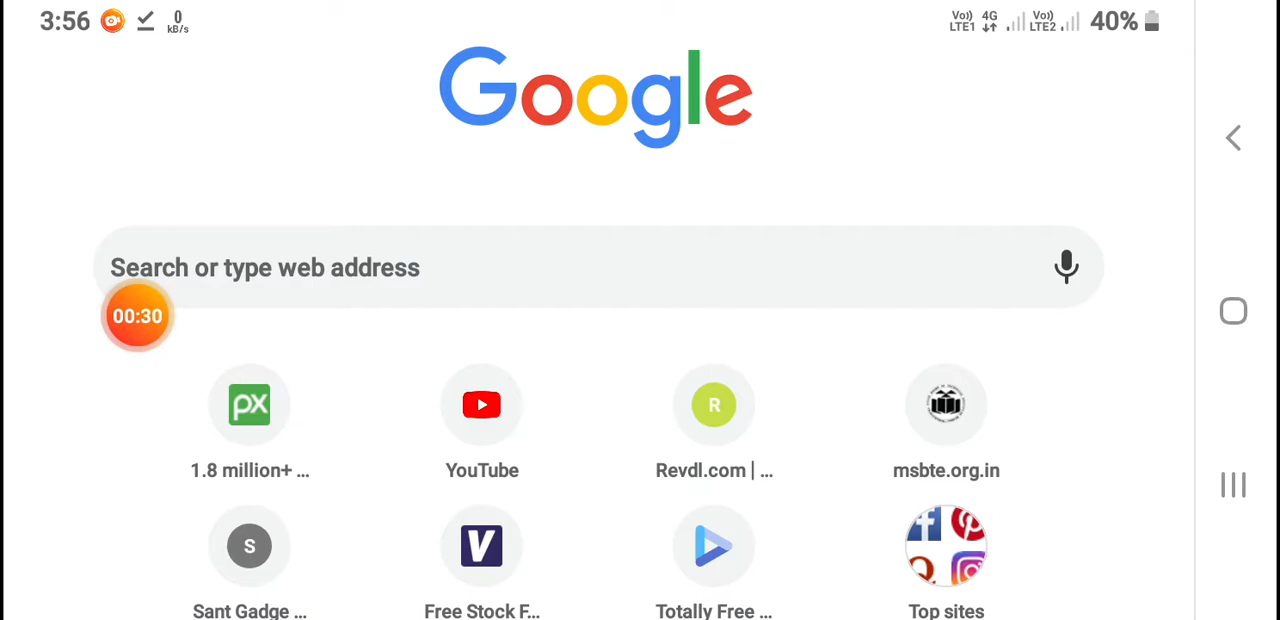 3:56 0 kB/s Vo)) LTE1 4G Vo)) LTE2 40%
Google
Search or type web address
00:30
px
R
1.8 million+ ...
YouTube
Revdl.com | ...
msbte.org.in
S
V
Sant Gadge ...
Free Stock F...
Totally Free ...
Top sites